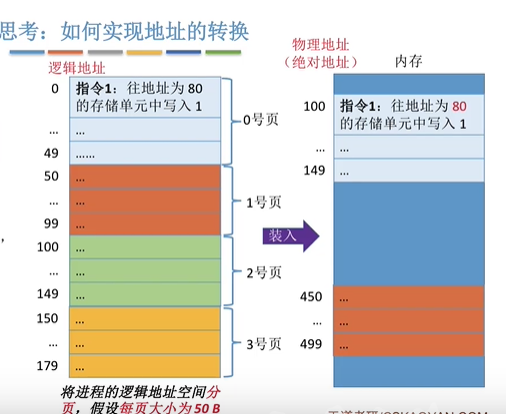 思考：如何实现地址的转换
逻辑地址
0
指令1：往地址为 80
的存储单元中写入 1
...
...
49
......
50
...
...
...
99
...
100
...
...
...
149
...
150
...
...
...
179
...
0号页
1号页
2号页
3号页
将进程的逻辑地址空间分
页，假设每页大小为 50 B
装入
物理地址
（绝对地址）
内存
100
指令1：往地址为 80
的存储单元中写入 1
...
...
149
...
450
...
...
...
499
...